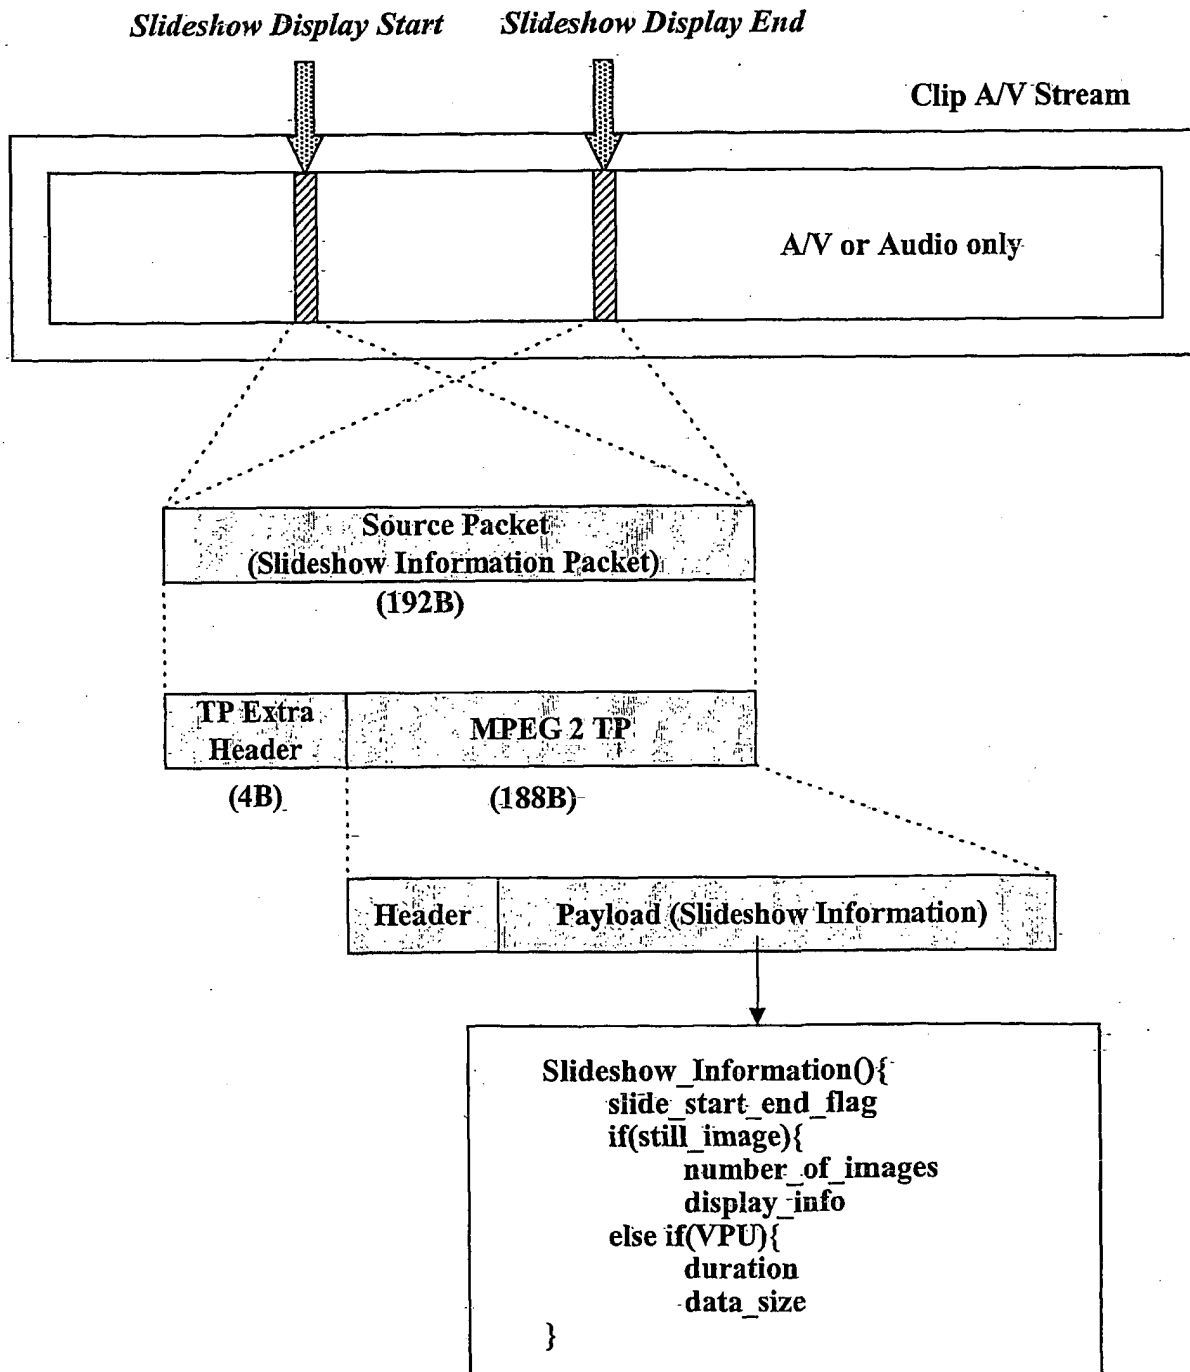 Slideshow Display Start
Slideshow Display End
Clip A/V Stream
A/V or Audio only
Source Packet
(Slideshow Information Packet)
(192B)
TP Extra
Header
MPEG 2 TP
(4B)
(188B)
Header
Payload (Slideshow Information)
Slideshow_Information(){
slide_start_end_flag
if(still_image){
number_of_images
display_info
else if(VPU){
duration
data_size
}